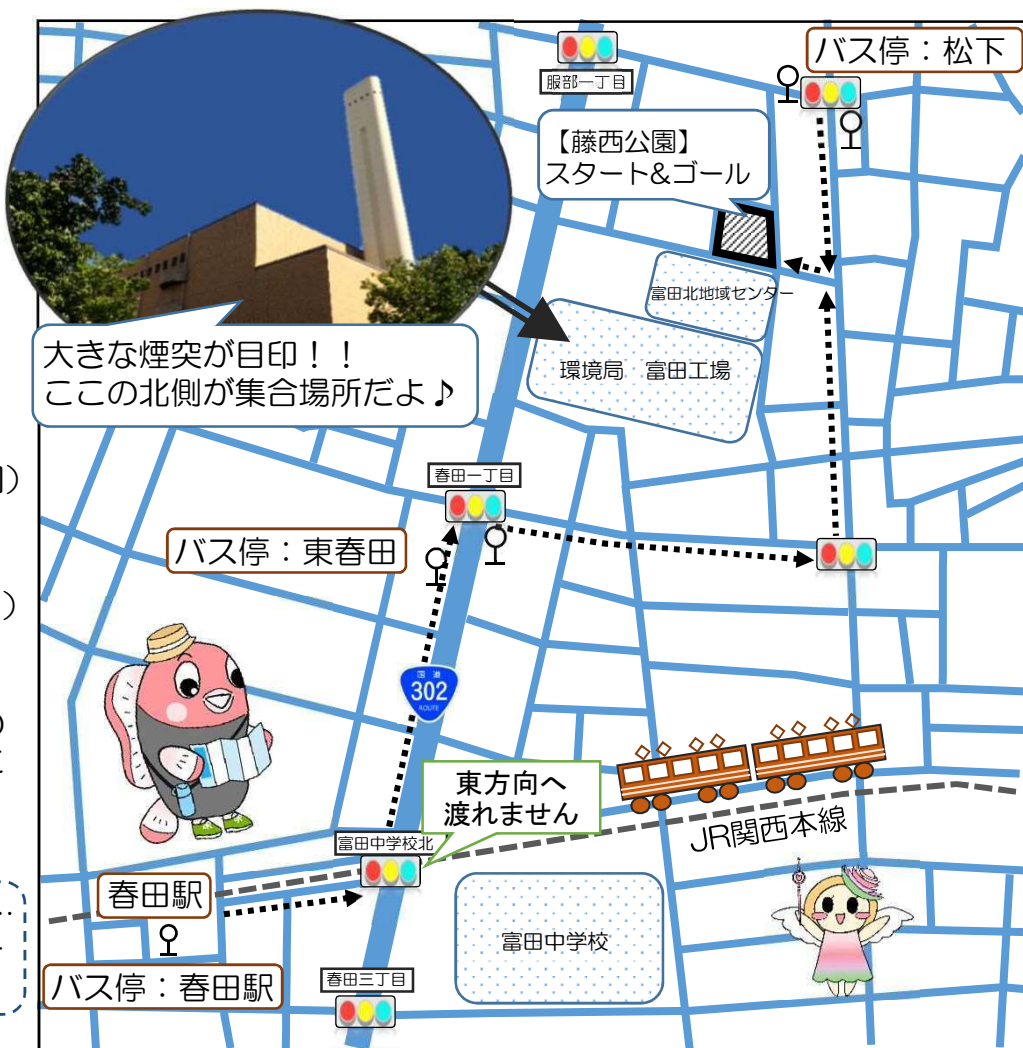 バス停：松下
服部一丁目
【藤西公園】
スタート&ゴール
富田北地域センター
環境局　富田工場
大きな煙突が目印！！
ここの北側が集合場所だよ♪
春田一丁目
バス停：東春田
国道
302
ROUTE
東方向へ
渡れません
JR関西本線
富田中学校北
春田駅
富田中学校
バス停：春田駅
春田三丁目